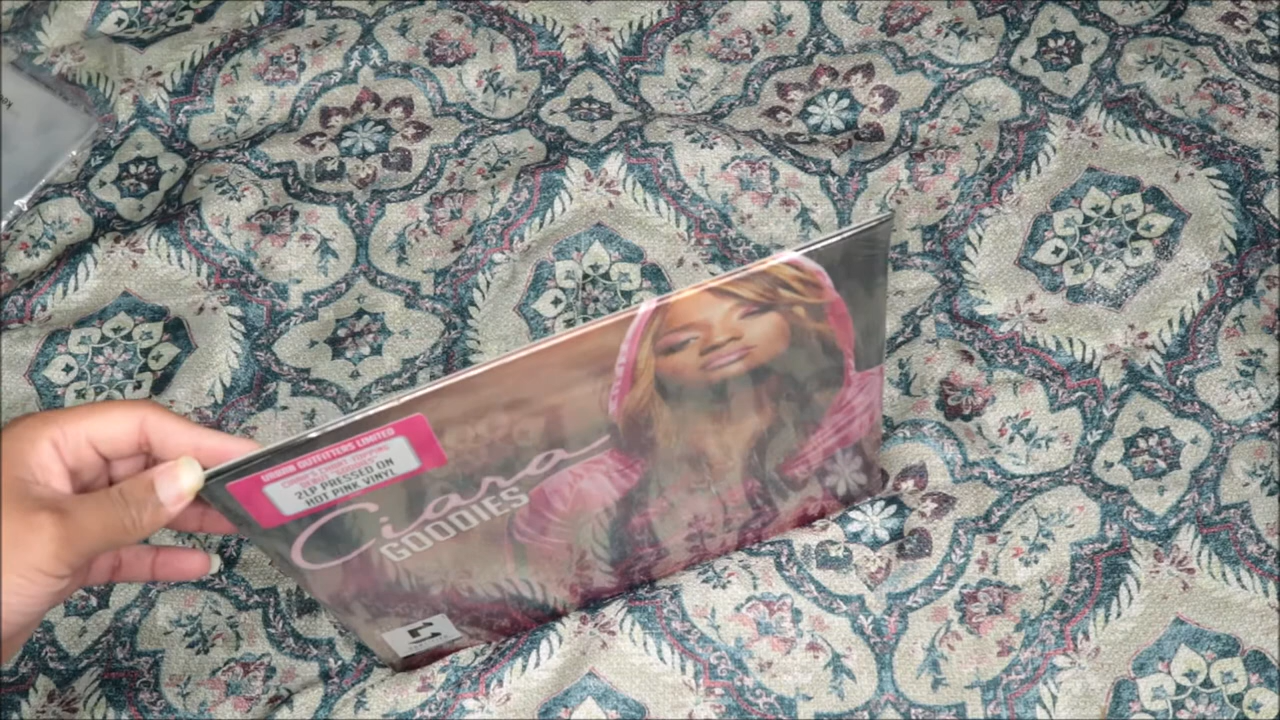 URBAN OUTFITTERS LIMITED
2LP PRESSED ON
HOT PINK VINYL
Ciara
GOODIES